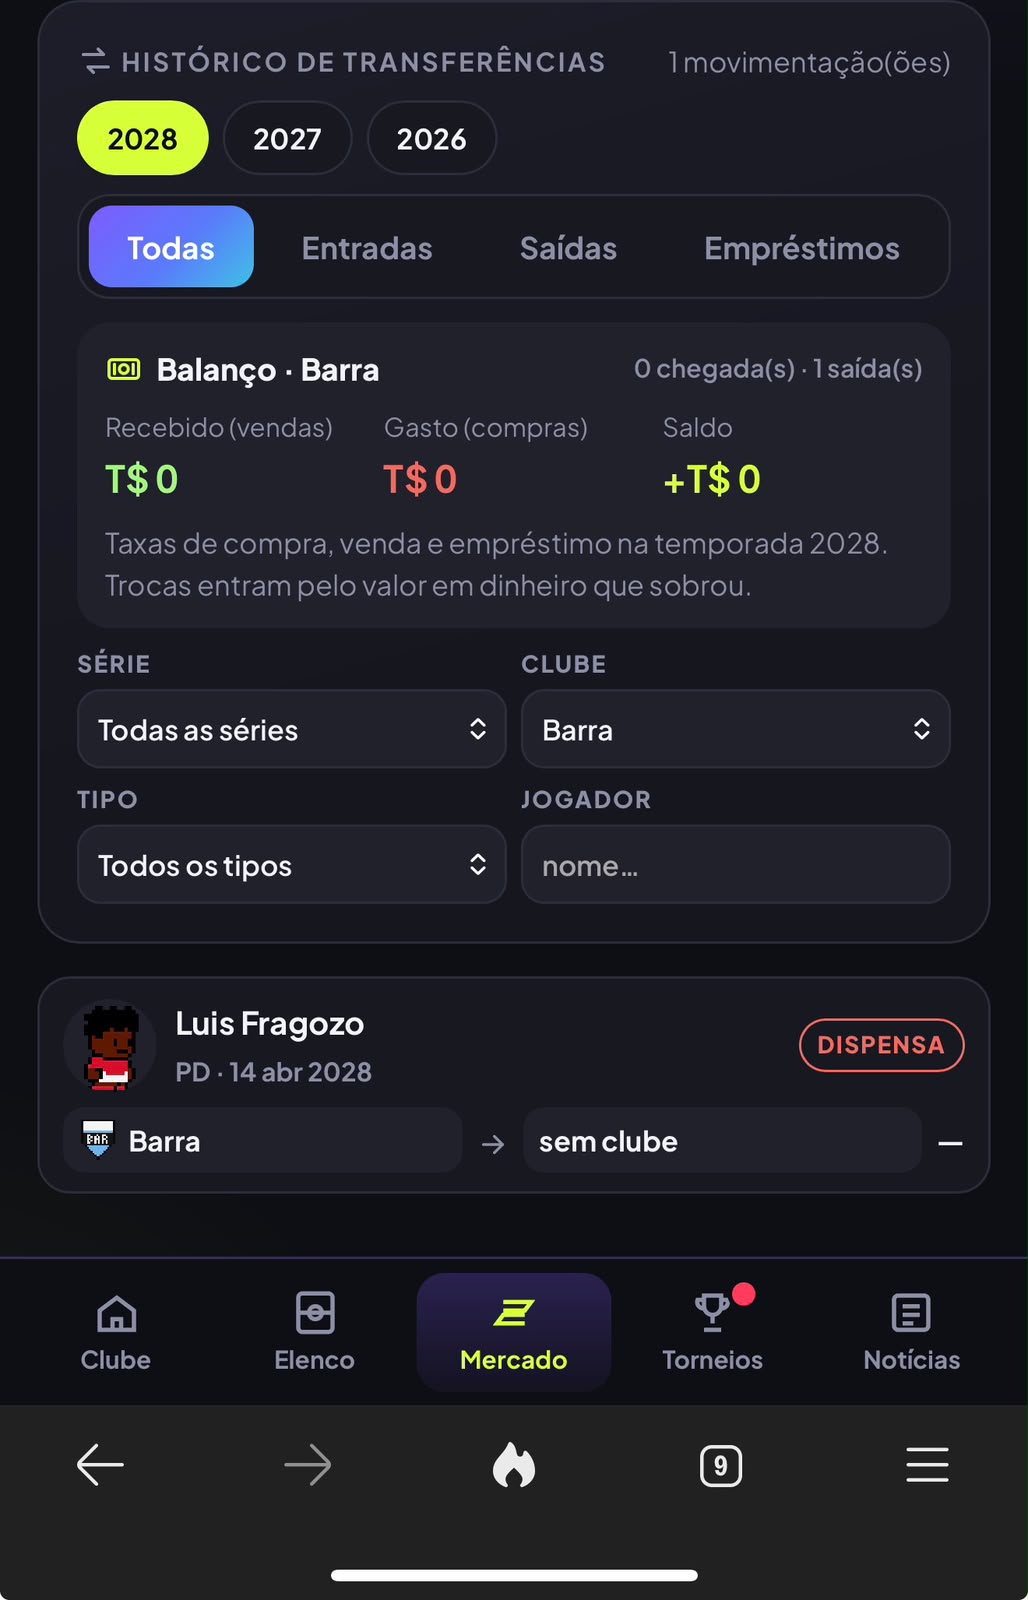 HISTÓRICO DE TRANSFERÊNCIAS 1 movimentação(ões)
2028 2027 2026
Todas Entradas Saídas Empréstimos
Balanço · Barra 0 chegada(s) · 1 saída(s)
Recebido (vendas) Gasto (compras) Saldo
T$ 0 T$ 0 +T$ 0
Taxas de compra, venda e empréstimo na temporada 2028.
Trocas entram pelo valor em dinheiro que sobrou.
SÉRIE CLUBE
Todas as séries Barra
TIPO JOGADOR
Todos os tipos nome...
Luis Fragozo
DISPENSA
PD · 14 abr 2028
BAR Barra → sem clube —
Clube Elenco Mercado Torneios Notícias
9